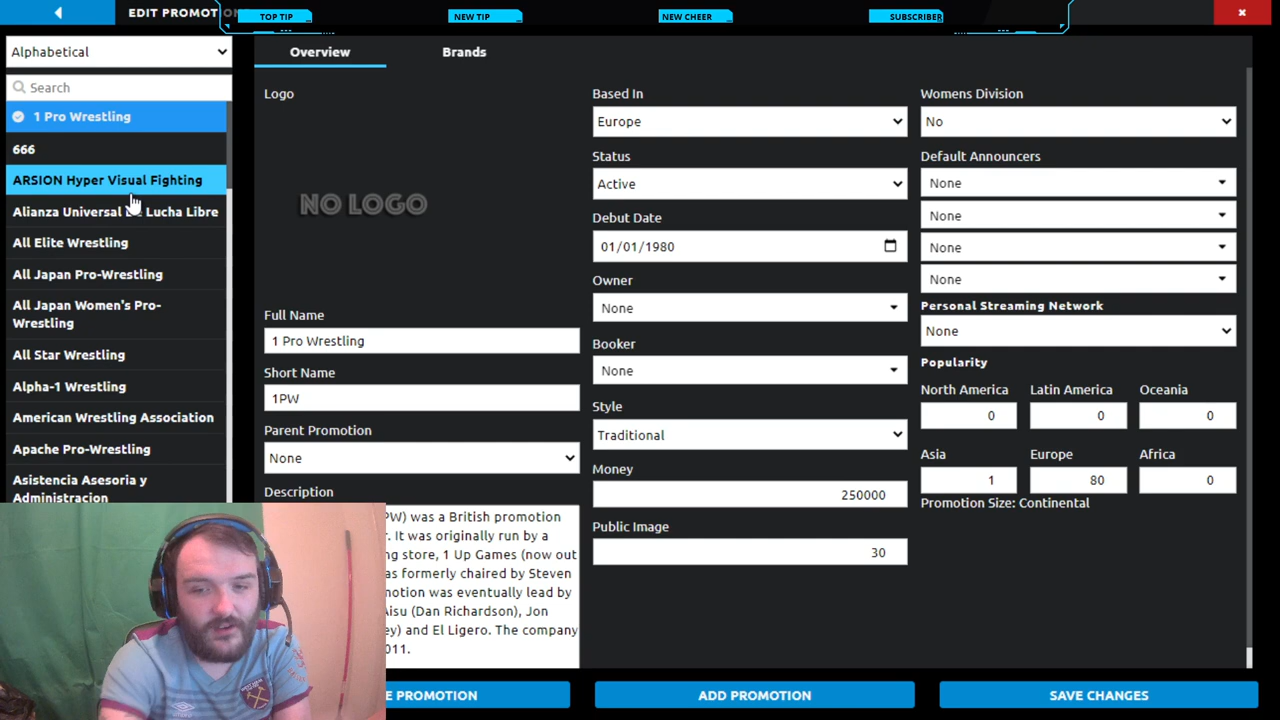 EDIT PROMOTION
TOP TIP
NEW TIP
NEW CHEER
SUBSCRIBER
Alphabetical
Search
1 Pro Wrestling
666
ARSION Hyper Visual Fighting
Alianza Universal Lucha Libre
All Elite Wrestling
All Japan Pro-Wrestling
All Japan Women's Pro-
Wrestling
All Star Wrestling
Alpha-1 Wrestling
American Wrestling Association
Apache Pro-Wrestling
Asistencia Asesoria y
Administracion
Overview
Brands
Logo
NO LOGO
Full Name
1 Pro Wrestling
Short Name
1PW
Parent Promotion
None
Description
PW) was a British promotion
It was originally run by a
store, 1 Up Games (now out
formerly chaired by Steven
was eventually lead by
Aisu (Dan Richardson), Jon
and El Ligero. The company
011.
Based In
Europe
Status
Active
Debut Date
01/01/1980
Owner
None
Booker
None
Style
Traditional
Money
250000
Public Image
30
Womens Division
No
Default Announcers
None
None
None
None
Personal Streaming Network
None
Popularity
North America
Latin America
Oceania
0
0
0
Asia
Europe
Africa
1
80
0
Promotion Size: Continental
PROMOTION
ADD PROMOTION
SAVE CHANGES